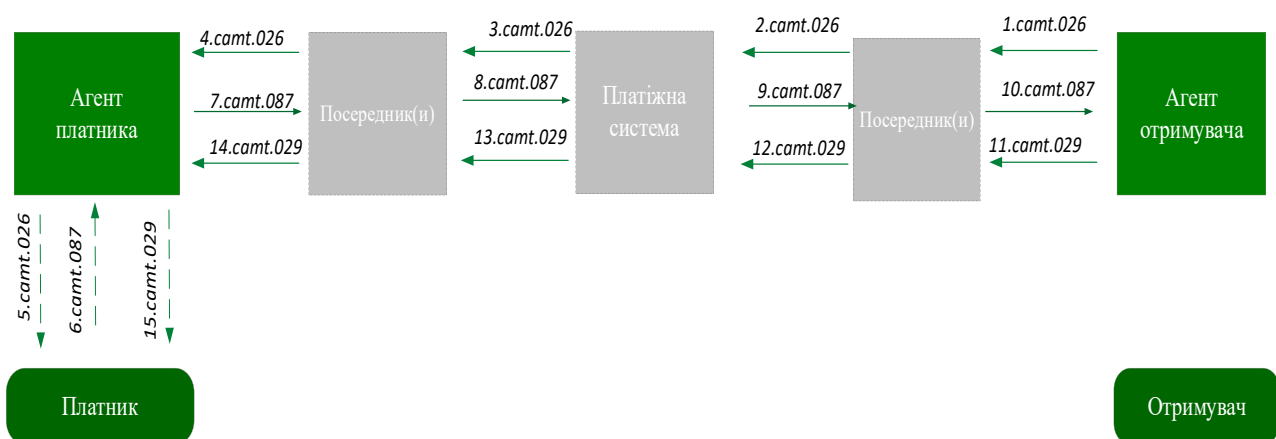 4.camt.026
3.camt.026
2.camt.026
1.camt.026
Агент
платника
7.camt.087
Посередник(и)
8.camt.087
Платіжна
система
9.camt.087
Посередник(и)
10.camt.087
Агент
отримувача
14.camt.029
13.camt.029
12.camt.029
11.camt.029
5.camt.026
6.camt.087
15.camt.029
Платник
Отримувач